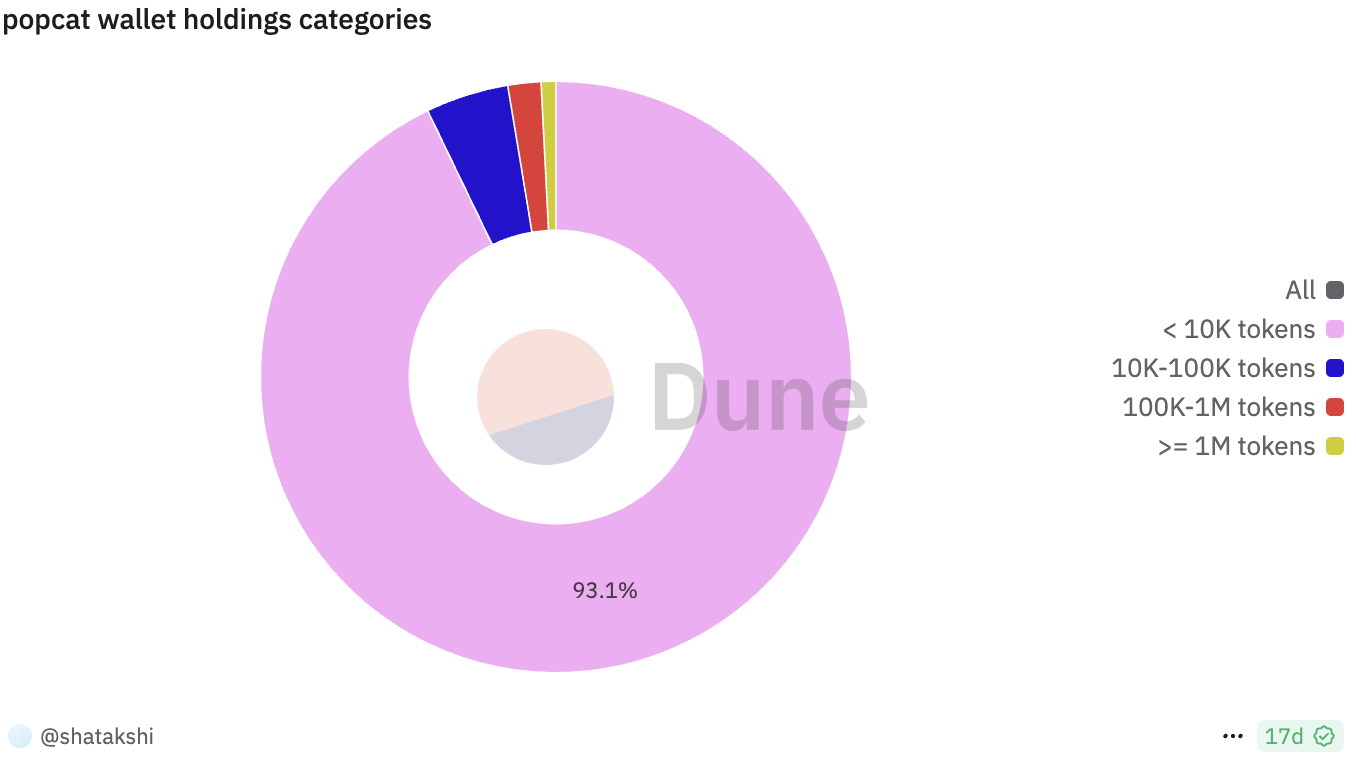 popcat wallet holdings categories
All
< 10K tokens
10K-100K tokens
100K-1M tokens
>= 1M tokens
Dune
93.1%
@shatakshi
17d